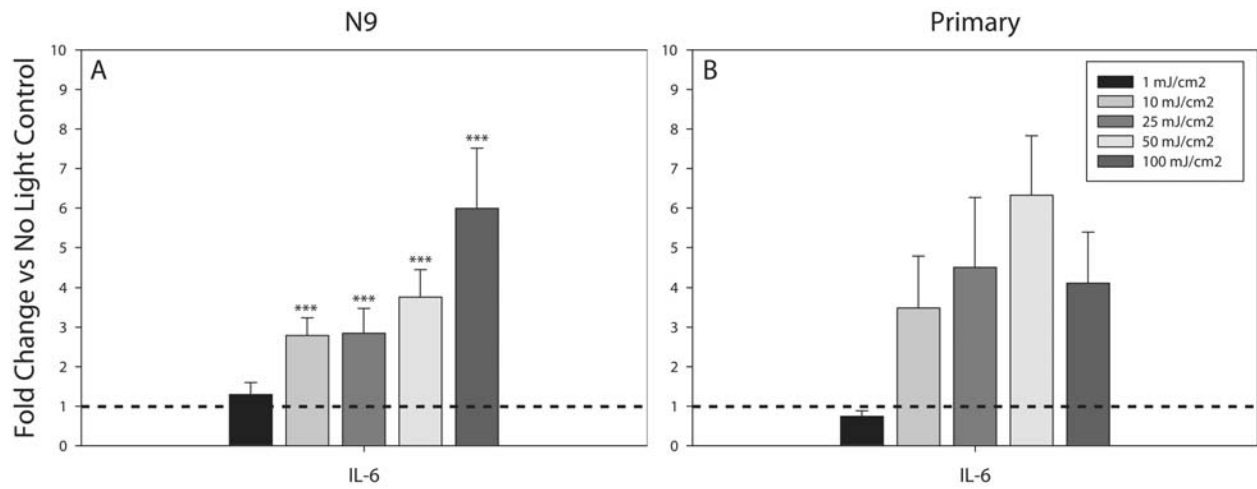 N9
Primary
Fold Change vs No Light Control
A
10
9
8
7
6
5
4
3
2
1
0
***
***
***
***
IL-6
B
10
9
8
7
6
5
4
3
2
1
0
1 mJ/cm2
10 mJ/cm2
25 mJ/cm2
50 mJ/cm2
100 mJ/cm2
IL-6